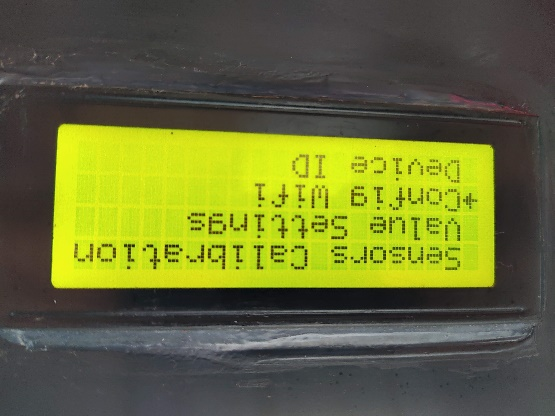 Sensors Calibration
Value Settings
→Config Wifi
Device ID